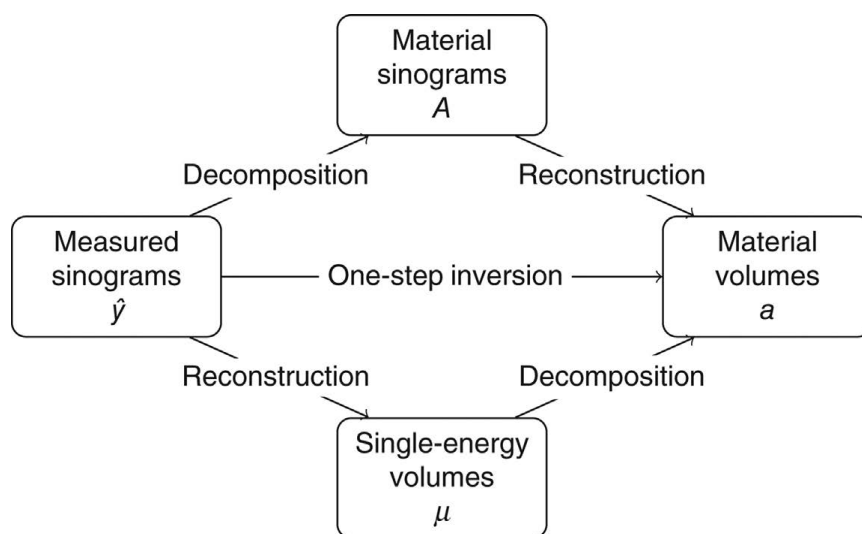 Material
sinograms
A
Decomposition
Reconstruction
Measured
sinograms
ŷ
One-step inversion
Material
volumes
a
Reconstruction
Decomposition
Single-energy
volumes
μ